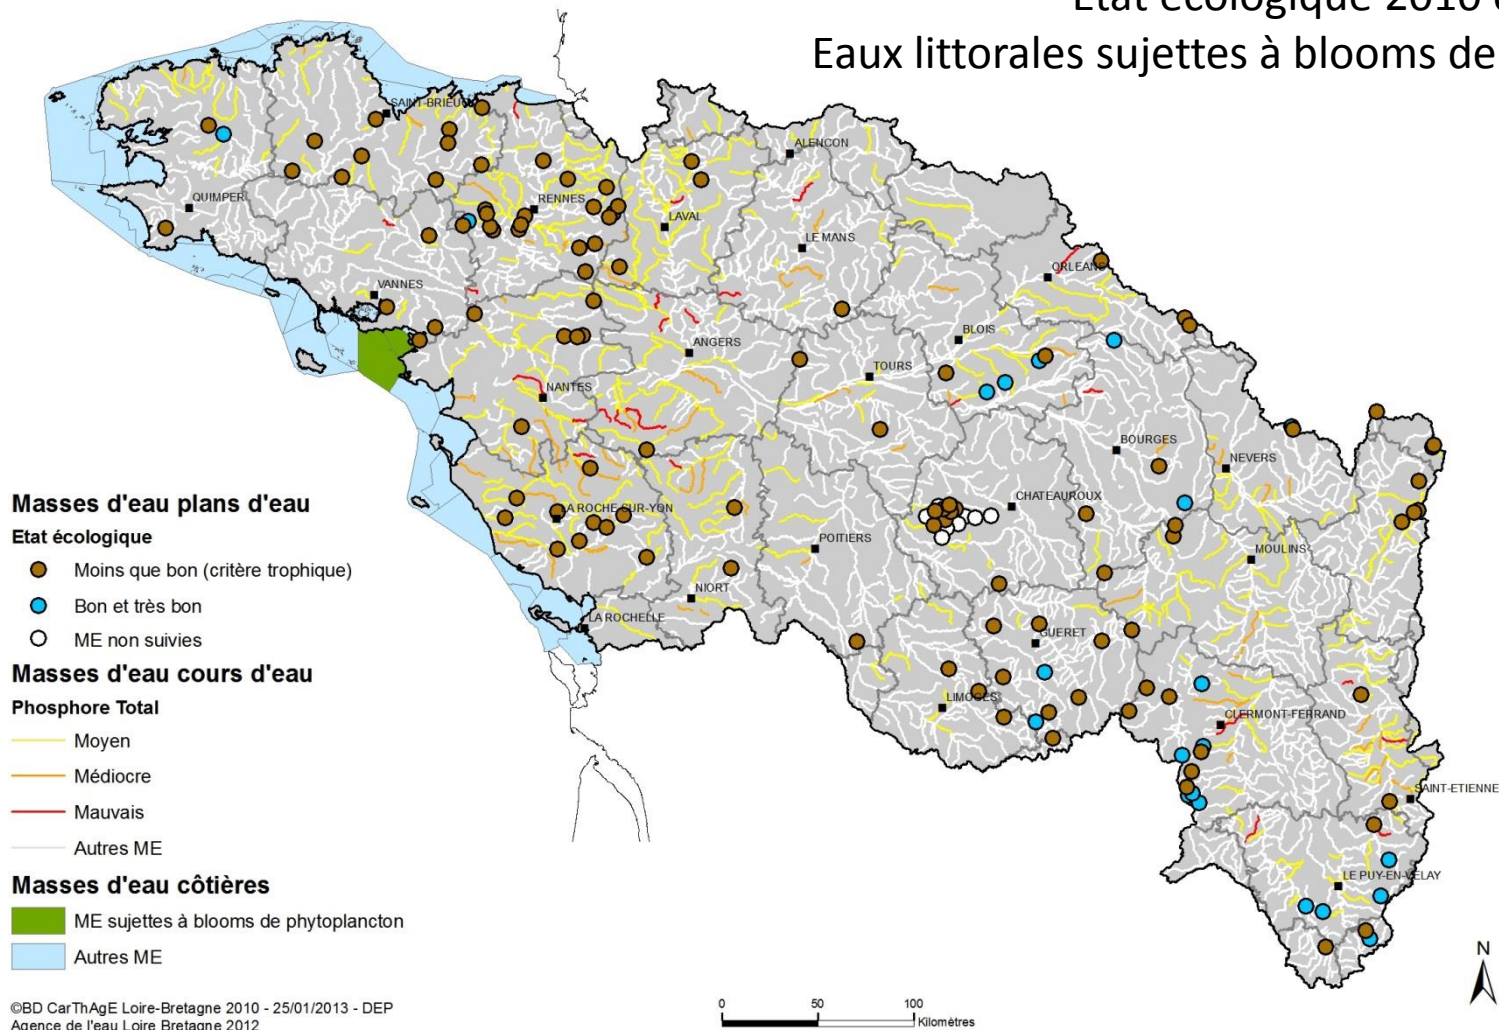 Etat écologique 2010
Eaux littorales sujettes à blooms de
SAINT-BRIEUC
ALENCON
QUIMPER
RENNES
LAVAL
LE MANS
ORLEANS
VANNES
ANGERS
BLOIS
TOURS
NANTES
BOURGES
NEVERS
CHATEAUROUX
LA ROCHE-SUR-YON
POITIERS
MOULINS
NIORT
LA ROCHELLE
GUERET
LIMOGES
CLERMONT-FERRAND
SAINT-ETIENNE
LE PUY-EN-VELAY
Masses d'eau plans d'eau
Etat écologique
Moins que bon (critère trophique)
Bon et très bon
ME non suivies
Masses d'eau cours d'eau
Phosphore Total
Moyen
Médiocre
Mauvais
Autres ME
Masses d'eau côtières
ME sujettes à blooms de phytoplancton
Autres ME
©BD CarThAgE Loire-Bretagne 2010 - 25/01/2013 - DEP
Agence de l'eau Loire Bretagne 2012
0 50 100
Kilomètres
N